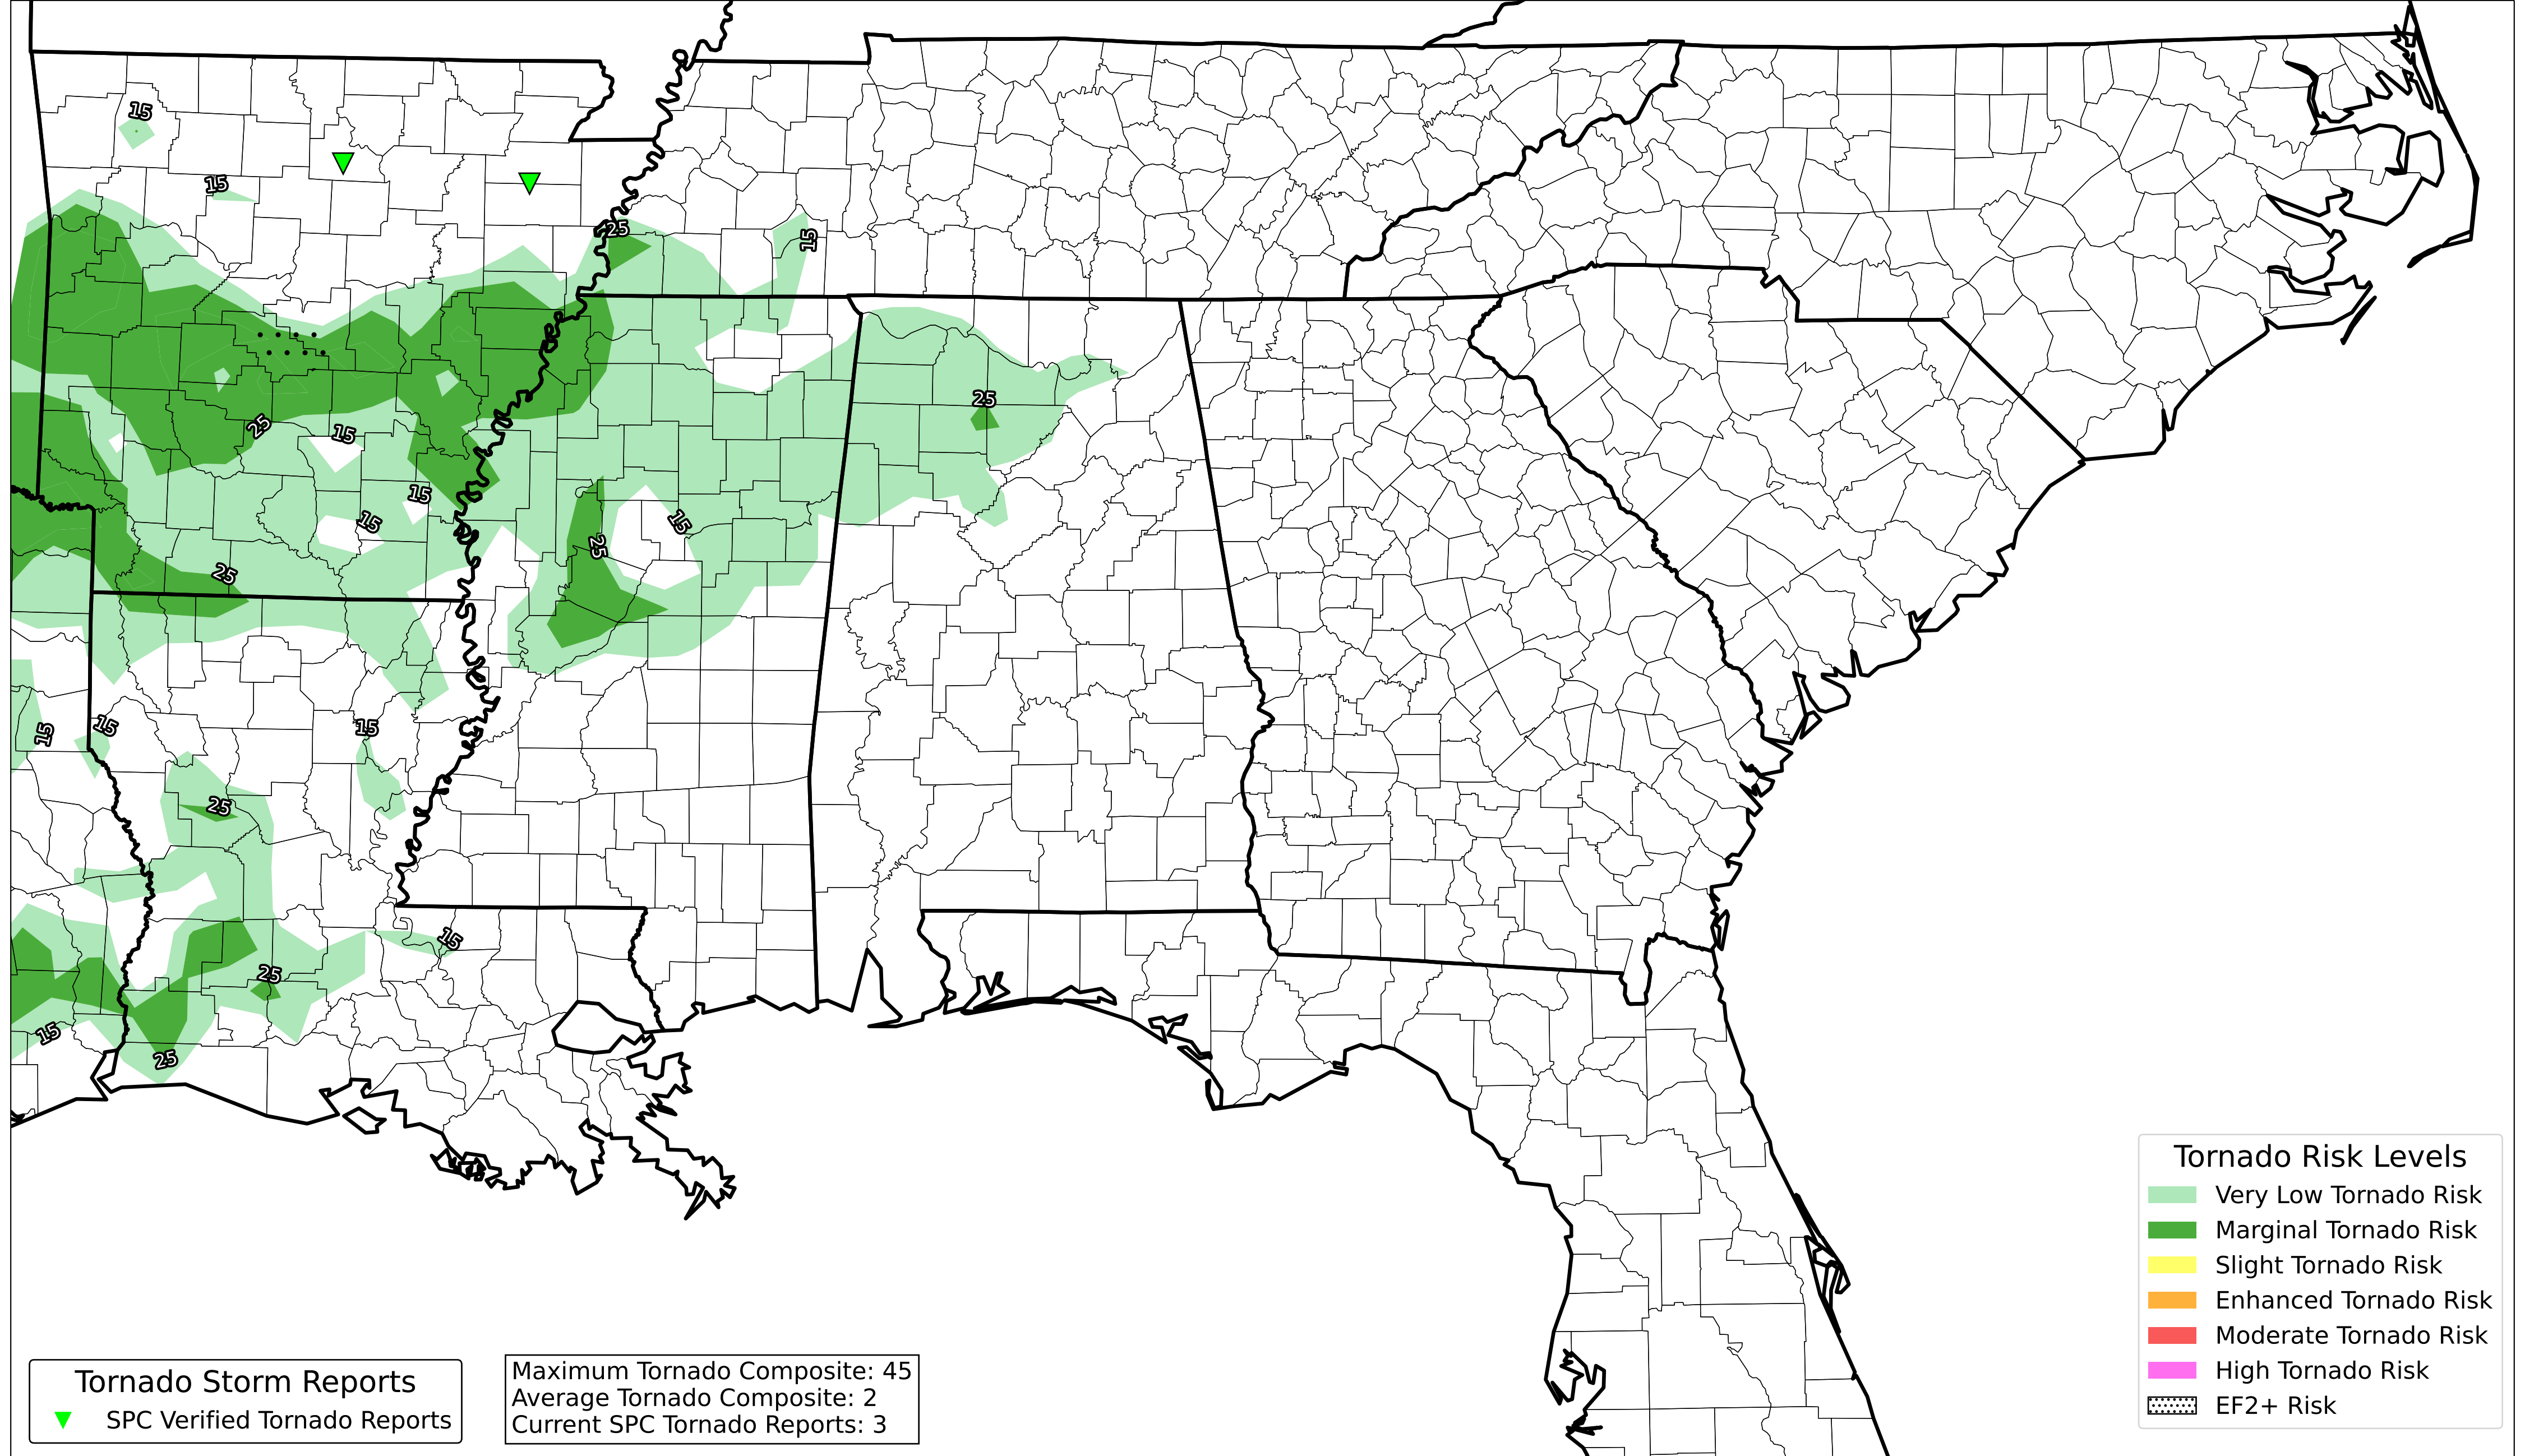 15
15
25
15
25
25
15
15
15
15
25
25
15
15
15
25
15
25
15
25
Tornado Risk Levels
Very Low Tornado Risk
Marginal Tornado Risk
Slight Tornado Risk
Enhanced Tornado Risk
Moderate Tornado Risk
High Tornado Risk
EF2+ Risk
Tornado Storm Reports
SPC Verified Tornado Reports
Maximum Tornado Composite: 45
Average Tornado Composite: 2
Current SPC Tornado Reports: 3